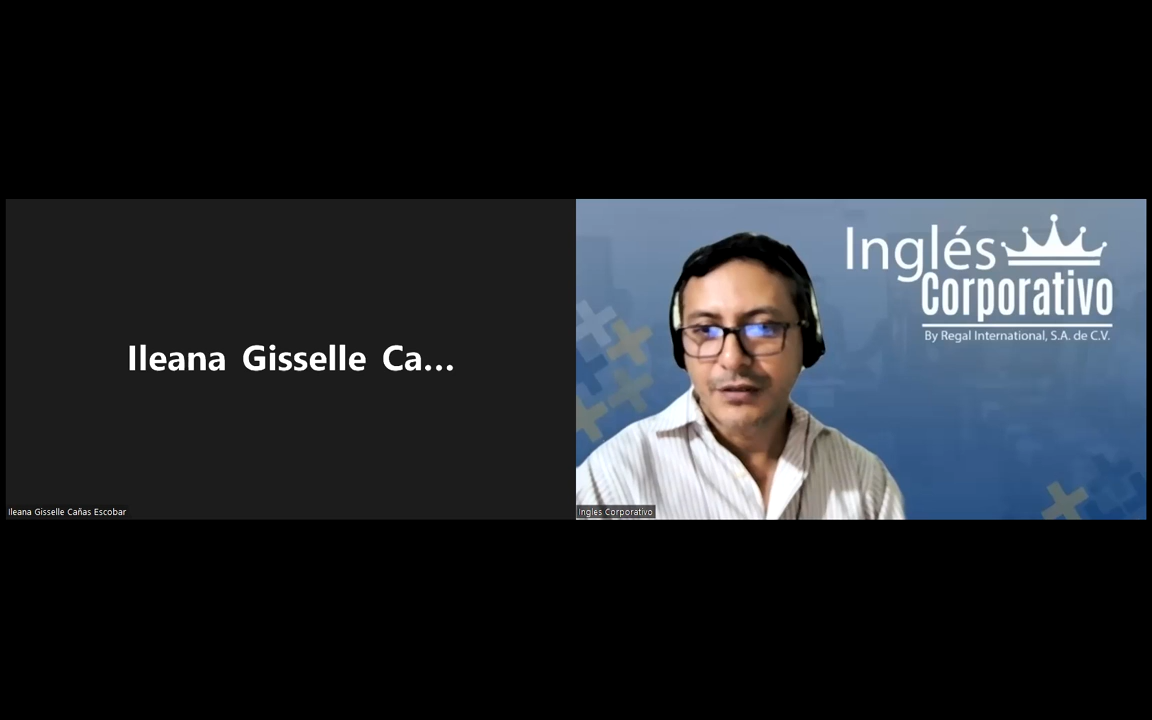 Ileana Gisselle Ca...
Ileana Gisselle Cañas Escobar
Inglés
Corporativo
By Regal International, S.A. de C.V.
Inglés Corporativo